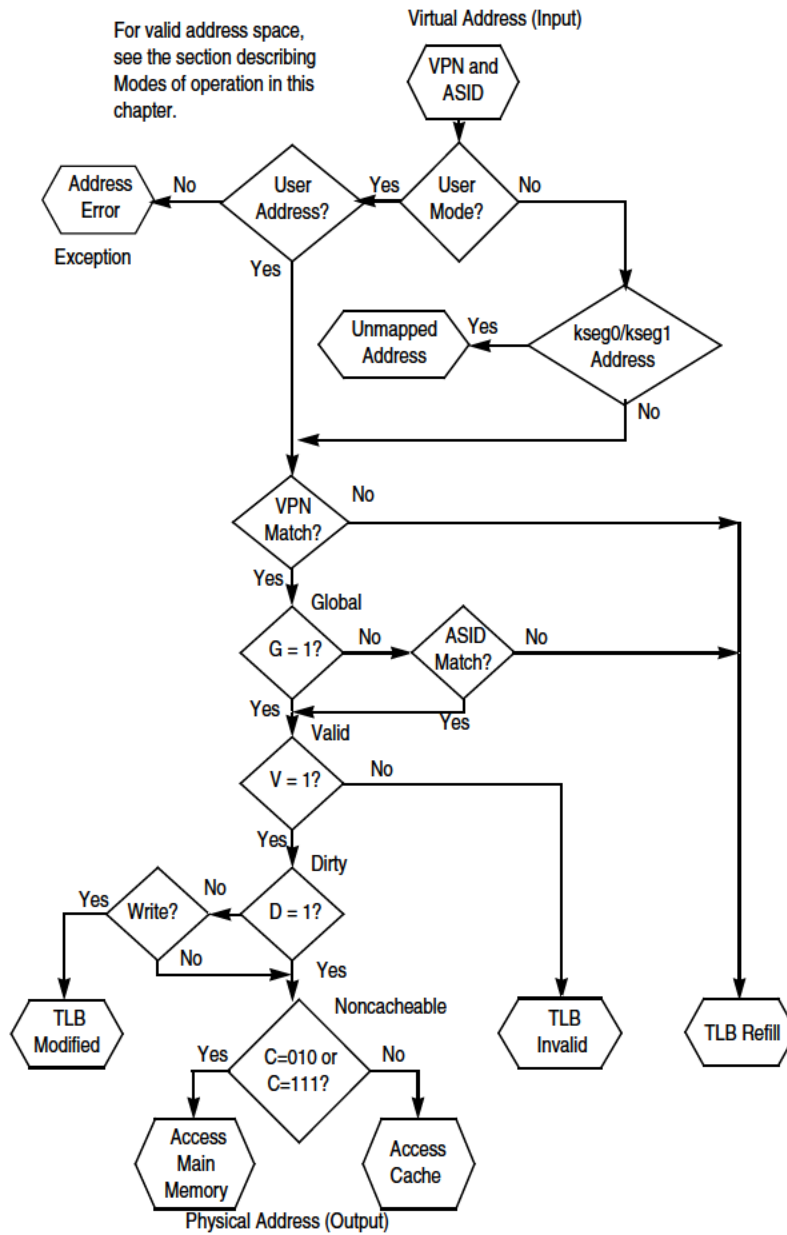 Virtual Address (Input)
For valid address space,
see the section describing
Modes of operation in this
chapter.
VPN and
ASID
Address
Error
No
User
Address?
Yes
User
Mode?
No
Exception
Yes
Unmapped
Address
Yes
kseg0/kseg1
Address
No
VPN
Match?
No
Yes
Global
G = 1?
No
ASID
Match?
No
Yes
Yes
Valid
V = 1?
No
Yes
Dirty
Yes
Write?
No
D = 1?
No
Yes
TLB
Modified
Noncacheable
TLB
Invalid
TLB Refill
Yes
C=010 or
C=111?
No
Access
Main
Memory
Access
Cache
Physical Address (Output)